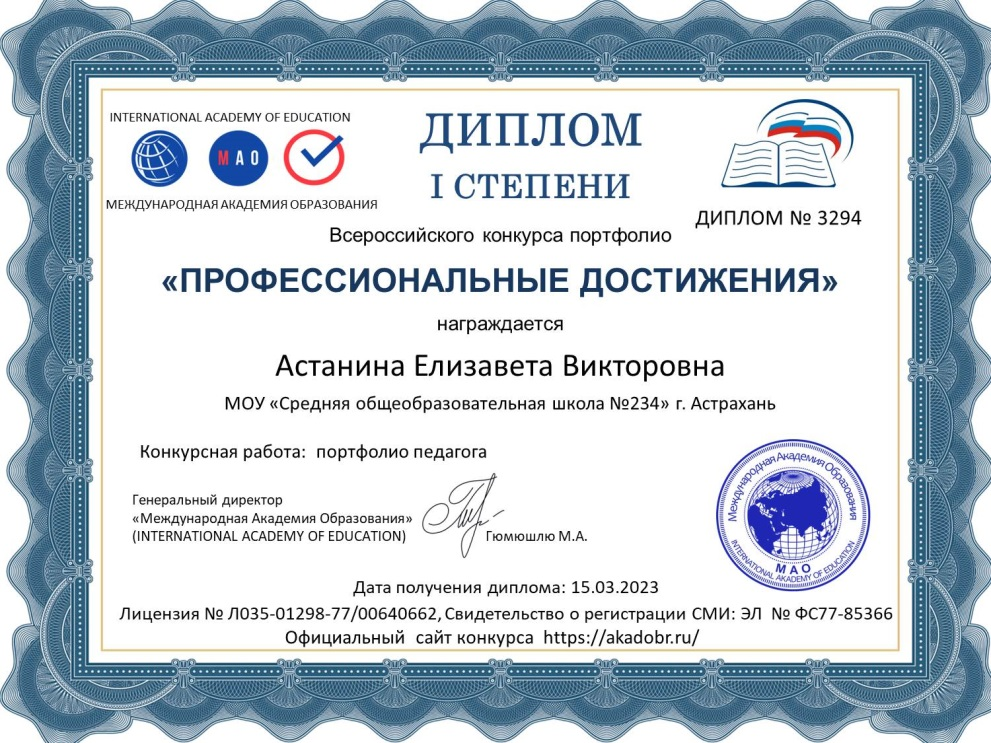 INTERNATIONAL ACADEMY OF EDUCATION
МАО
МЕЖДУНАРОДНАЯ АКАДЕМИЯ ОБРАЗОВАНИЯ
ДИПЛОМ
I СТЕПЕНИ
ДИПЛОМ № 3294
Всероссийского конкурса портфолио
«ПРОФЕССИОНАЛЬНЫЕ ДОСТИЖЕНИЯ»
награждается
Астанина Елизавета Викторовна
МОУ «Средняя общеобразовательная школа №234» г. Астрахань
Конкурсная работа: портфолио педагога
Генеральный директор
«Международная Академия Образования»
(INTERNATIONAL ACADEMY OF EDUCATION)
Гюмюшлю М.А.
Международная Академия Образования
МАО
INTERNATIONAL AKADEMY OF EDUCATION
Дата получения диплома: 15.03.2023
Лицензия № Л035-01298-77/00640662, Свидетельство о регистрации СМИ: ЭЛ № ФС77-85366
Официальный сайт конкурса https://akadobr.ru/